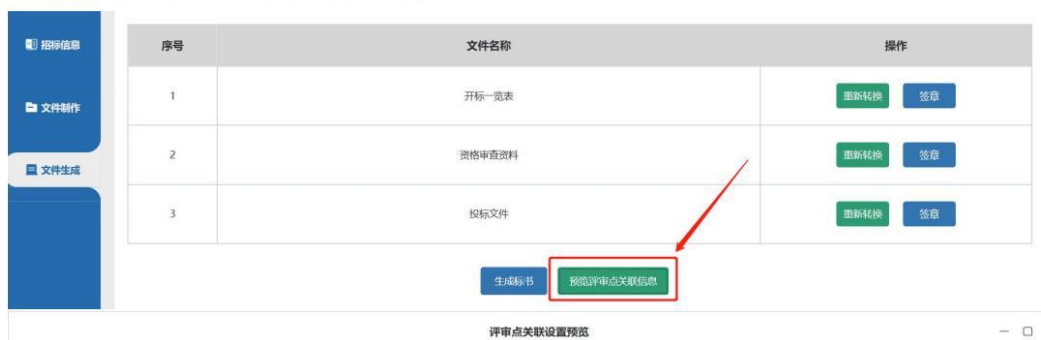 招标信息
序号 文件名称 操作
文件制作
1 开标一览表 重新转换 签章
文件生成
2 资格审查资料 重新转换 签章
3 投标文件 重新转换 签章
生成标书 预览评审点关联信息
评审点关联设置预览